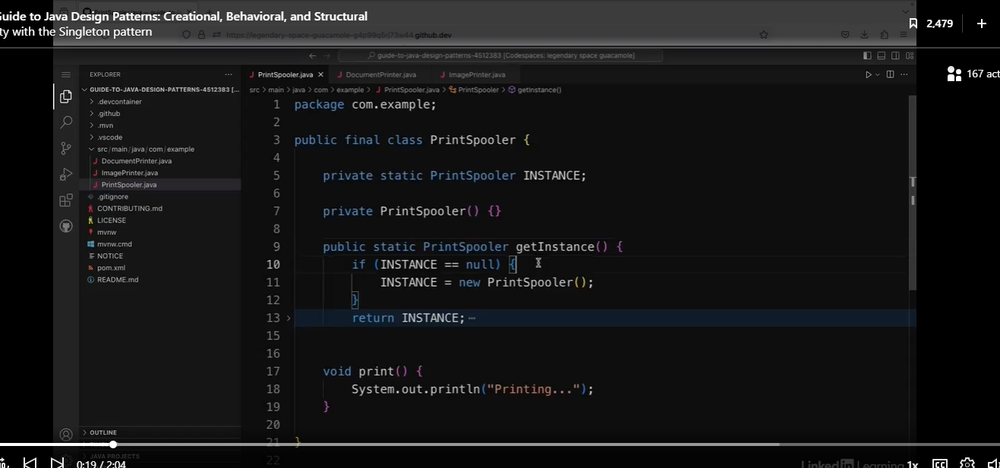 Guide to Java Design Patterns: Creational, Behavioral, and Structural
ty with the Singleton pattern
2,479
167 act
https://legendary-space-guacamole-g4p99q5rj73w44.github.dev
guide-to-java-design-patterns-4512383 [Codespaces: legendary space guacamole]
EXPLORER
GUIDE-TO-JAVA-DESIGN-PATTERNS-4512383 [...
.devcontainer
.github
.mvn
.vscode
src/main/java/com/example
DocumentPrinter.java
ImagePrinter.java
PrintSpooler.java
.gitignore
CONTRIBUTING.md
LICENSE
mvnw
mvnw.cmd
NOTICE
pom.xml
README.md
OUTLINE
JAVA PROJECTS
PrintSpooler.java
DocumentPrinter.java
ImagePrinter.java
src > main > java > com > example > PrintSpooler.java > PrintSpooler > getInstance()
1 package com.example;
2
3 public final class PrintSpooler {
4
5 private static PrintSpooler INSTANCE;
6
7 private PrintSpooler() {}
8
9 public static PrintSpooler getInstance() {
10 if (INSTANCE == null) {
11 INSTANCE = new PrintSpooler();
12 }
13 return INSTANCE; ⋯
15
16
17 void print() {
18 System.out.println("Printing...");
19 }
20
21 }
22
0:19 / 2:04
LinkedIn Learning
1x
CC